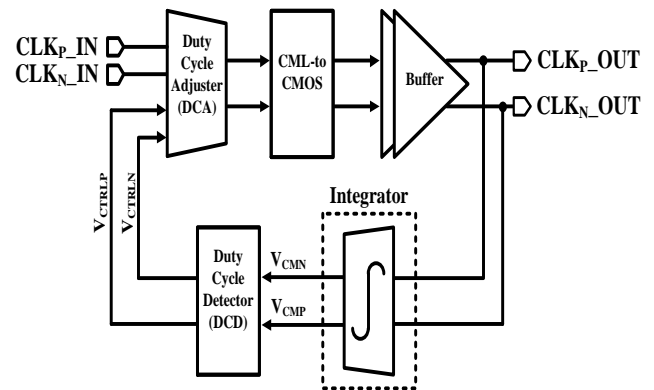 CLKP_IN
CLKN_IN
Duty
Cycle
Adjuster
(DCA)
CML-to
CMOS
Buffer
CLKP_OUT
CLKN_OUT
VCTRLP
VCTRLN
Integrator
Duty
Cycle
Detector
(DCD)
VCMN
VCMP